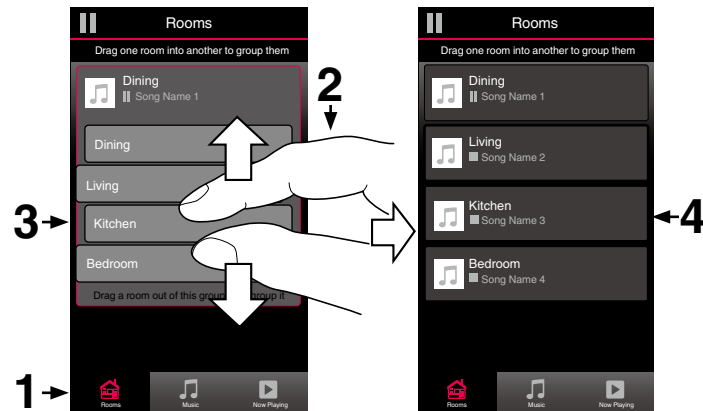 Rooms
Drag one room into another to group them
Dining
Song Name 1
2
Dining
Living
3
Kitchen
Bedroom
Drag a room out of this group group it
1
Rooms
Music
Now Playing
Rooms
Drag one room into another to group them
Dining
Song Name 1
Living
Song Name 2
Kitchen
Song Name 3
4
Bedroom
Song Name 4
Rooms
Music
Now Playing